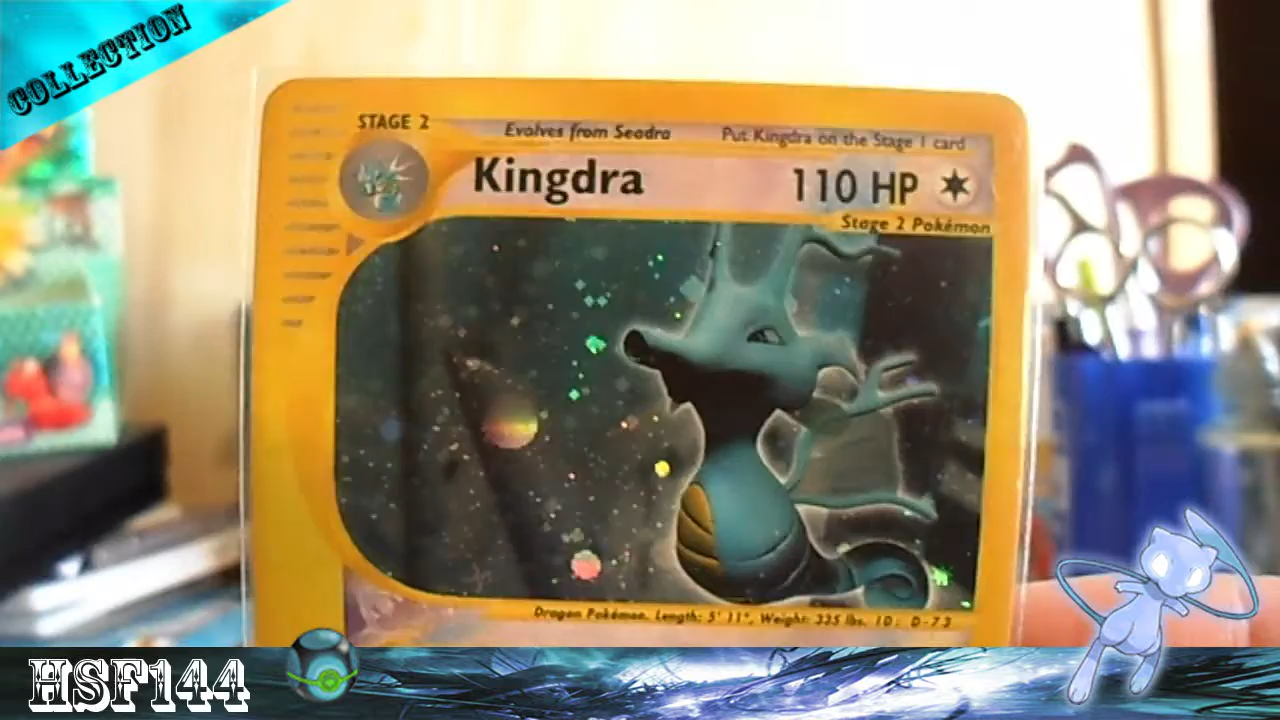 COLLECTION
STAGE 2
Evolves from Seadra
Put Kingdra on the Stage 1 card
Kingdra
110 HP
Stage 2 Pokémon
Dragon Pokémon. Length: 5' 11", Weight: 335 lbs. ID: D-73
HSF144